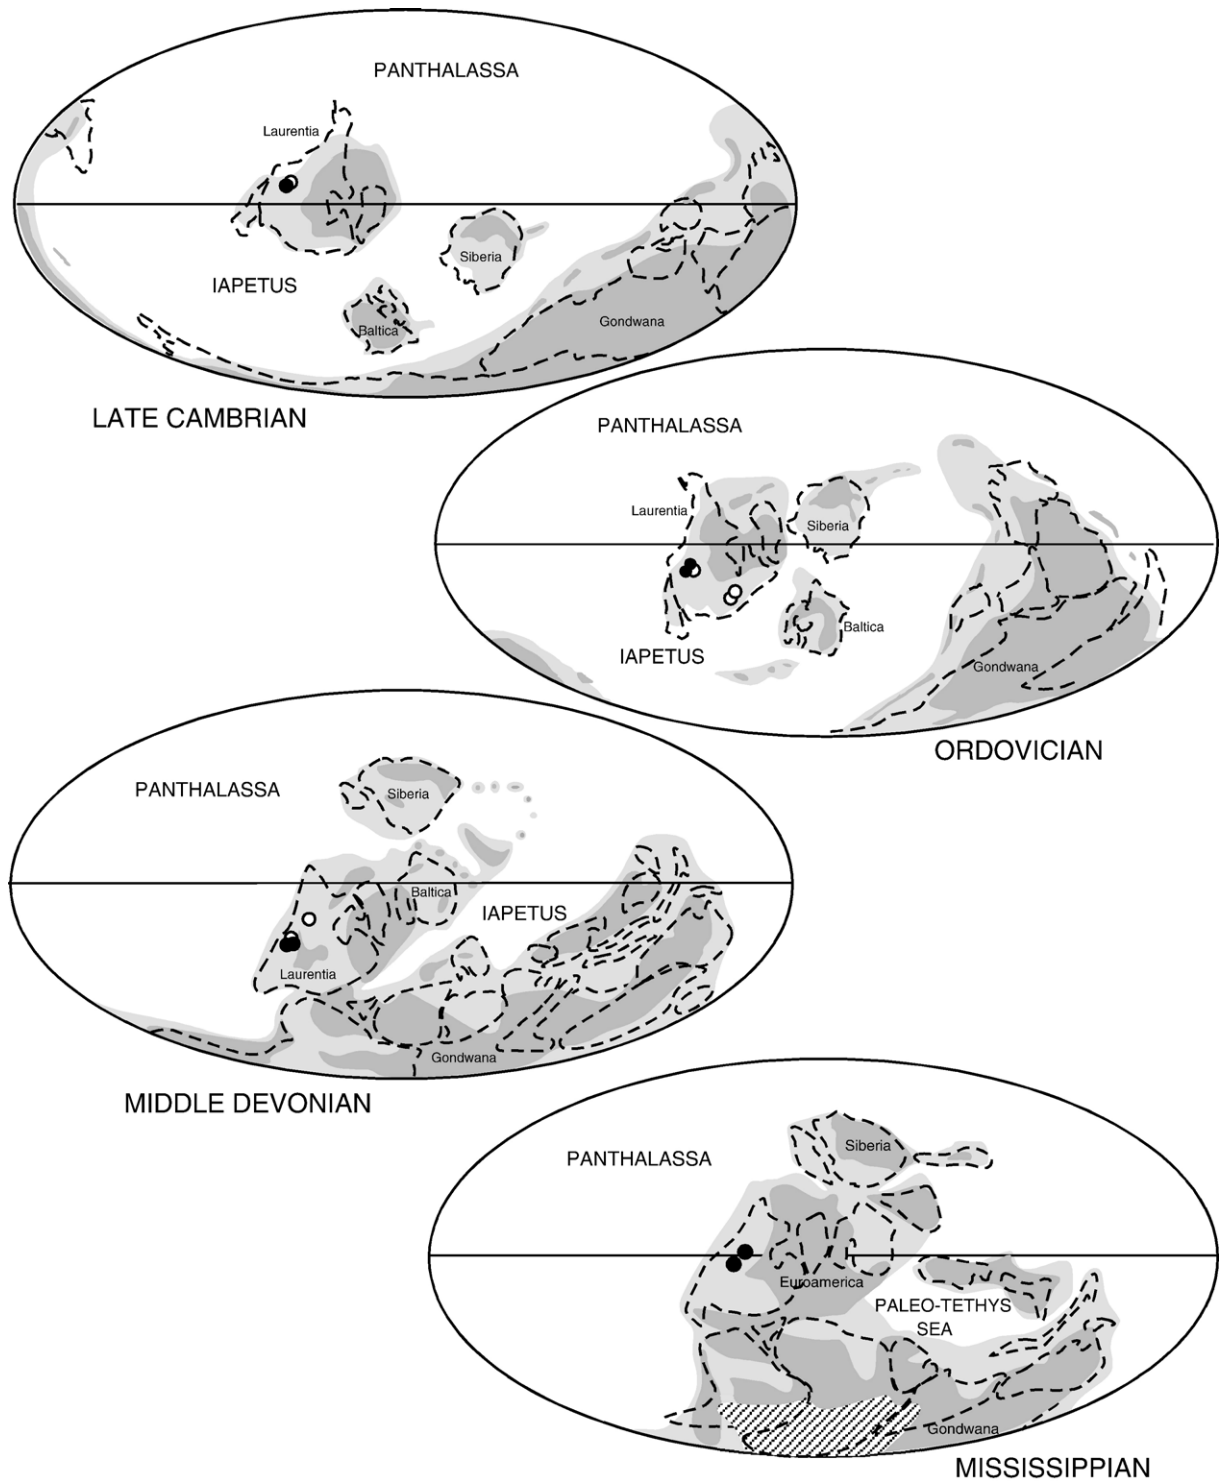 PANTHALASSA
Laurentia
Siberia
IAPETUS
Baltica
Gondwana
LATE CAMBRIAN
PANTHALASSA
Laurentia
Siberia
Baltica
IAPETUS
Gondwana
ORDOVICIAN
PANTHALASSA
Siberia
Baltica
IAPETUS
Laurentia
Gondwana
MIDDLE DEVONIAN
PANTHALASSA
Siberia
Euroamerica
PALEO-TETHYS
SEA
Gondwana
MISSISSIPPIAN